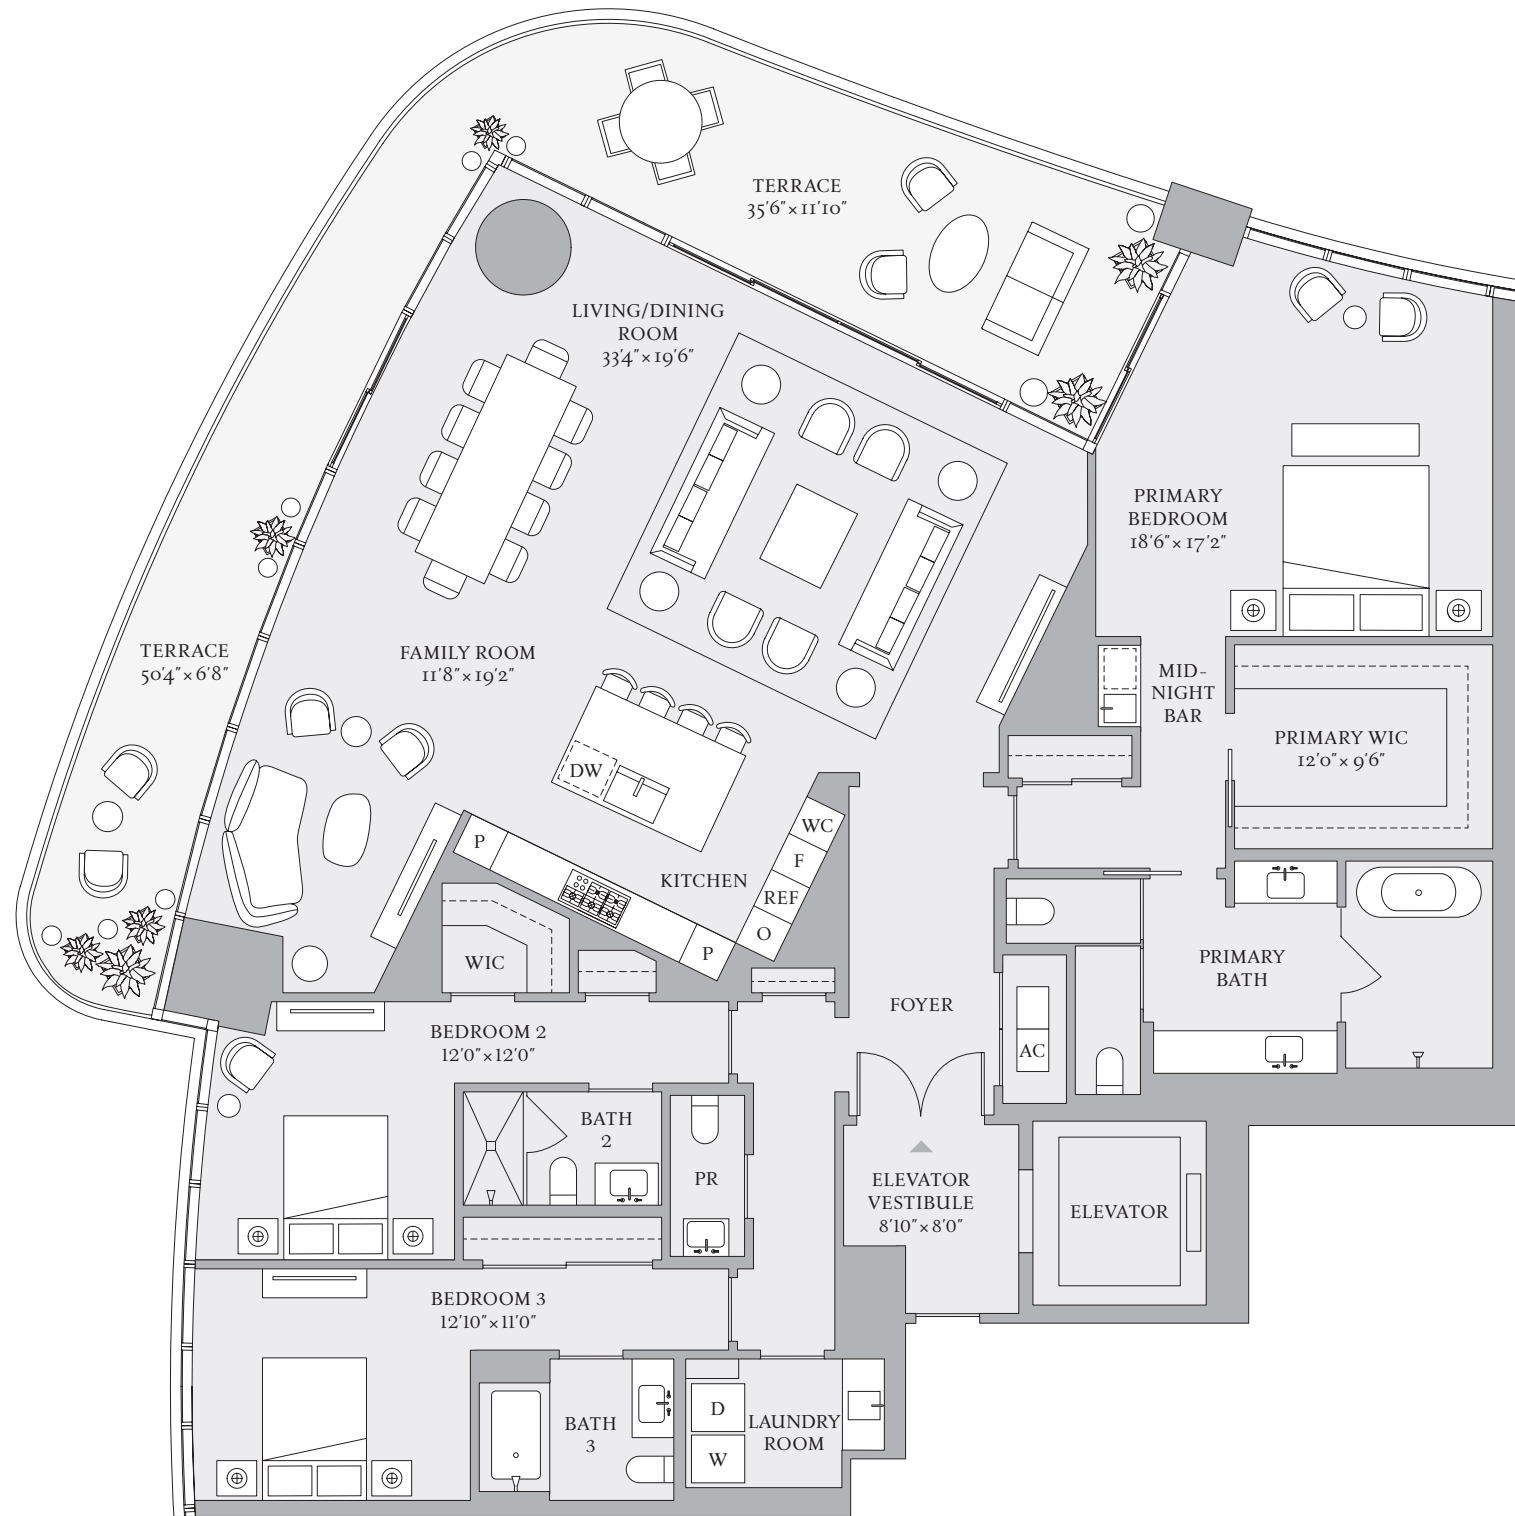 TERRACE
35'6"×11'10"
LIVING/DINING
ROOM
33'4"×19'6"
PRIMARY
BEDROOM
18'6"×17'2"
TERRACE
50'4"×6'8"
FAMILY ROOM
11'8"×19'2"
MID-
NIGHT
BAR
PRIMARY WIC
12'0"×9'6"
DW
WC
F
REF
O
P
KITCHEN
P
WIC
PRIMARY
BATH
FOYER
AC
BEDROOM 2
12'0"×12'0"
BATH
2
PR
ELEVATOR
VESTIBULE
8'10"×8'0"
ELEVATOR
BEDROOM 3
12'10"×11'0"
BATH
3
D
W
LAUNDRY
ROOM